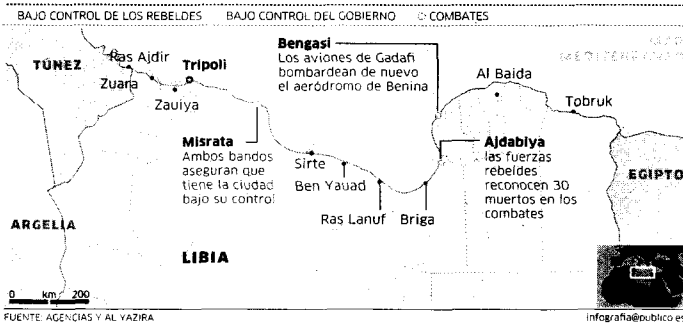 BAJO CONTROL DE LOS REBELDES
BAJO CONTROL DEL GOBIERNO
COMBATES
TÚNEZ
Ras Ajdir
Zuara
Zauiya
Tripoli
Bengasi
Los aviones de Gadafi
bombardean de nuevo
el aeródromo de Benina
Al Baida
Tobruk
Misrata
Ambos bandos
aseguran que
tiene la ciudad
bajo su control
Sirte
Ben Yauad
Ras Lanuf
Briga
Ajdabiya
las fuerzas
rebeldes
reconocen 30
muertos en los
combates
EGIPTO
ARGELIA
LIBIA
0 km 200
FUENTE: AGENCIAS Y AL YAZIRA
infografia@publico.es